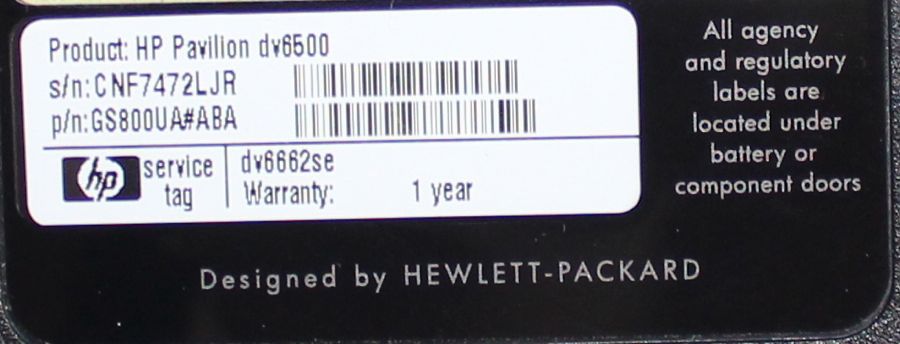 Product: HP Pavilion dv6500
s/n:CNF7472LJR
p/n:GS800UA#ABA
hp service tag
dv6662se
Warranty: 1 year
All agency
and regulatory
labels are
located under
battery or
component doors
Designed by HEWLETT-PACKARD